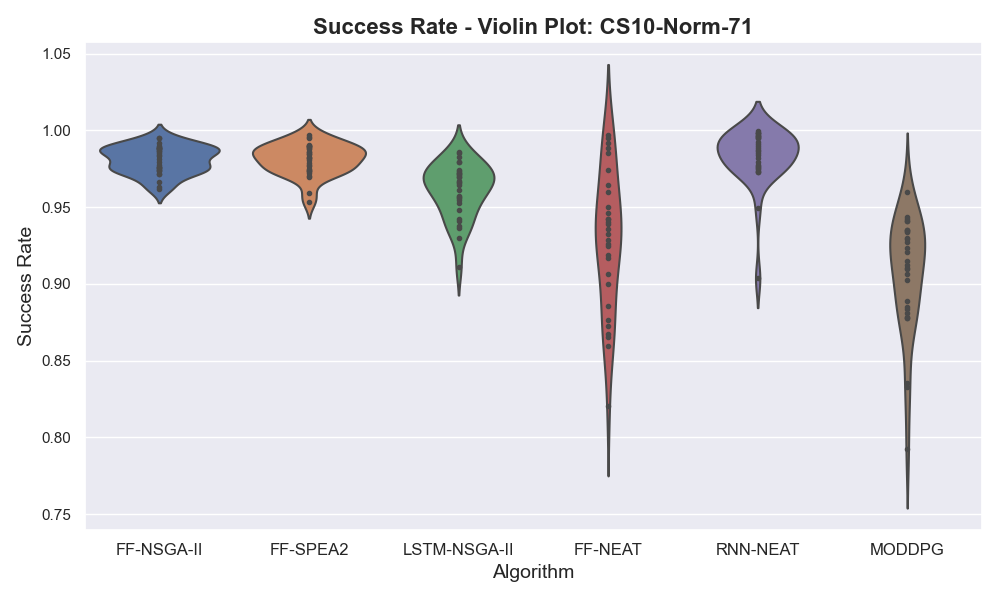 Success Rate - Violin Plot: CS10-Norm-71
1.05
1.00
0.95
0.90
0.85
0.80
0.75
Success Rate
FF-NSGA-II
FF-SPEA2
LSTM-NSGA-II
FF-NEAT
RNN-NEAT
MODDPG
Algorithm